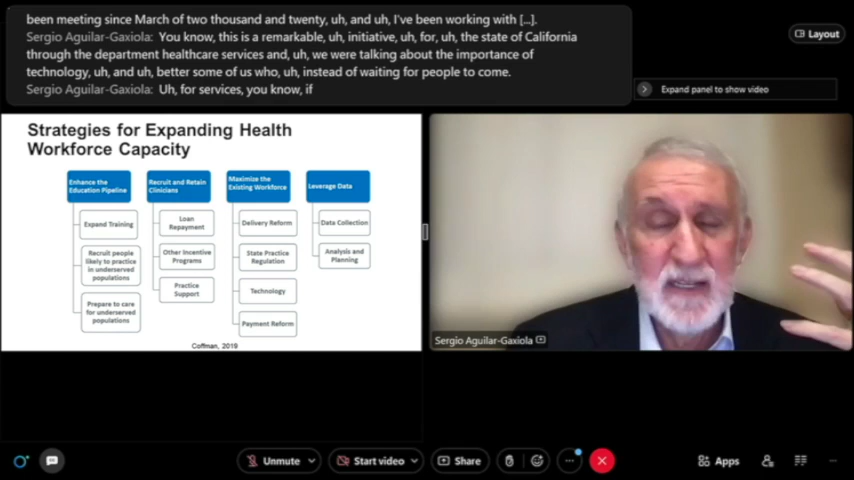 been meeting since March of two thousand and twenty, uh, and uh, I've been working with [...].
Sergio Aguilar-Gaxiola: You know, this is a remarkable, uh, initiative, uh, for, uh, the state of California
through the department healthcare services and, uh, we were talking about the importance of
technology, uh, and uh, better some of us who, uh, instead of waiting for people to come.
Sergio Aguilar-Gaxiola: Uh, for services, you know, if
Layout
Expand panel to show video
Strategies for Expanding Health
Workforce Capacity
Enhance the
Education Pipeline
Expand Training
Recruit people
likely to practice
in underserved
populations
Prepare to care
for underserved
populations
Recruit and Retain
Clinicians
Loan
Repayment
Other Incentive
Programs
Practice
Support
Maximize the
Existing Workforce
Delivery Reform
State Practice
Regulation
Technology
Payment Reform
Leverage Data
Data Collection
Analysis and
Planning
Coffman, 2019
Sergio Aguilar-Gaxiola
Unmute
Start video
Share
Apps